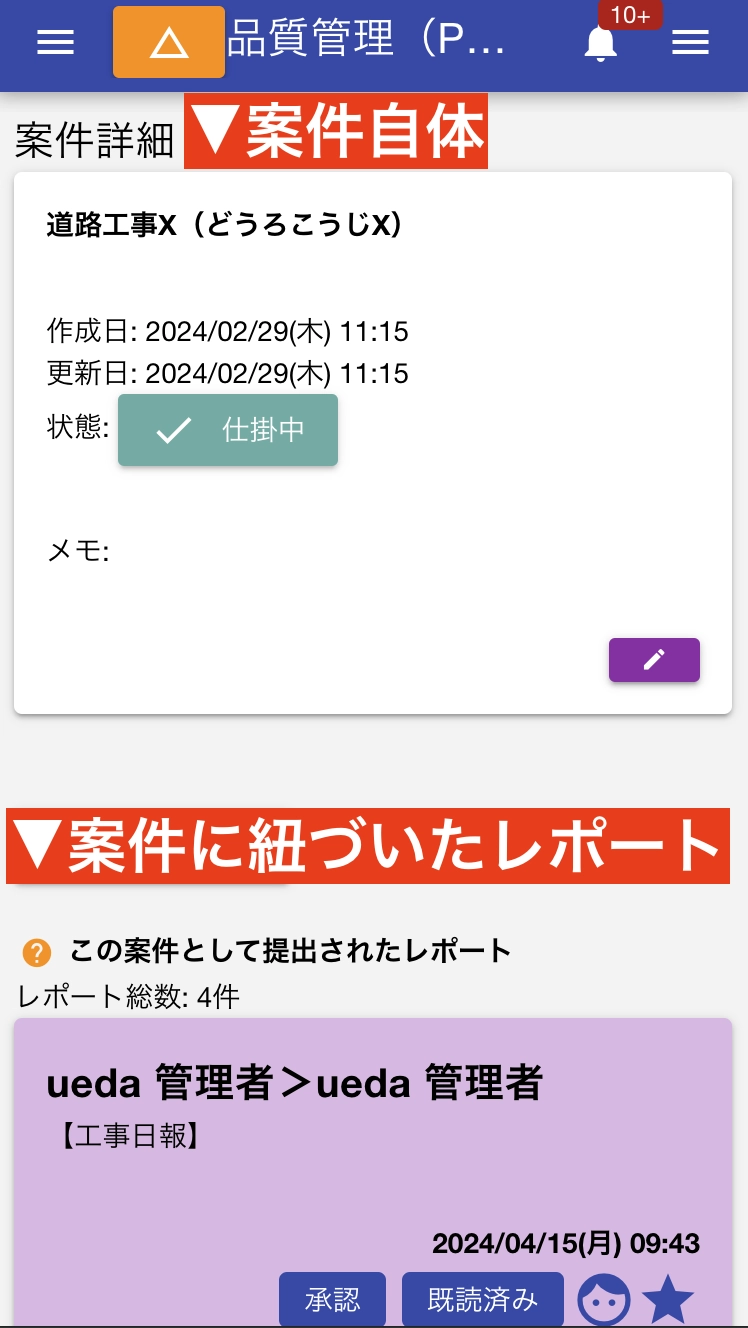 品質管理（P...
10+
案件詳細 ▼案件自体
道路工事X（どうろこうじX）
作成日: 2024/02/29(木) 11:15
更新日: 2024/02/29(木) 11:15
状態: 仕掛中
メモ:
▼案件に紐づいたレポート
? この案件として提出されたレポート
レポート総数: 4件
ueda 管理者＞ueda 管理者
【工事日報】
2024/04/15(月) 09:43
承認 既読済み